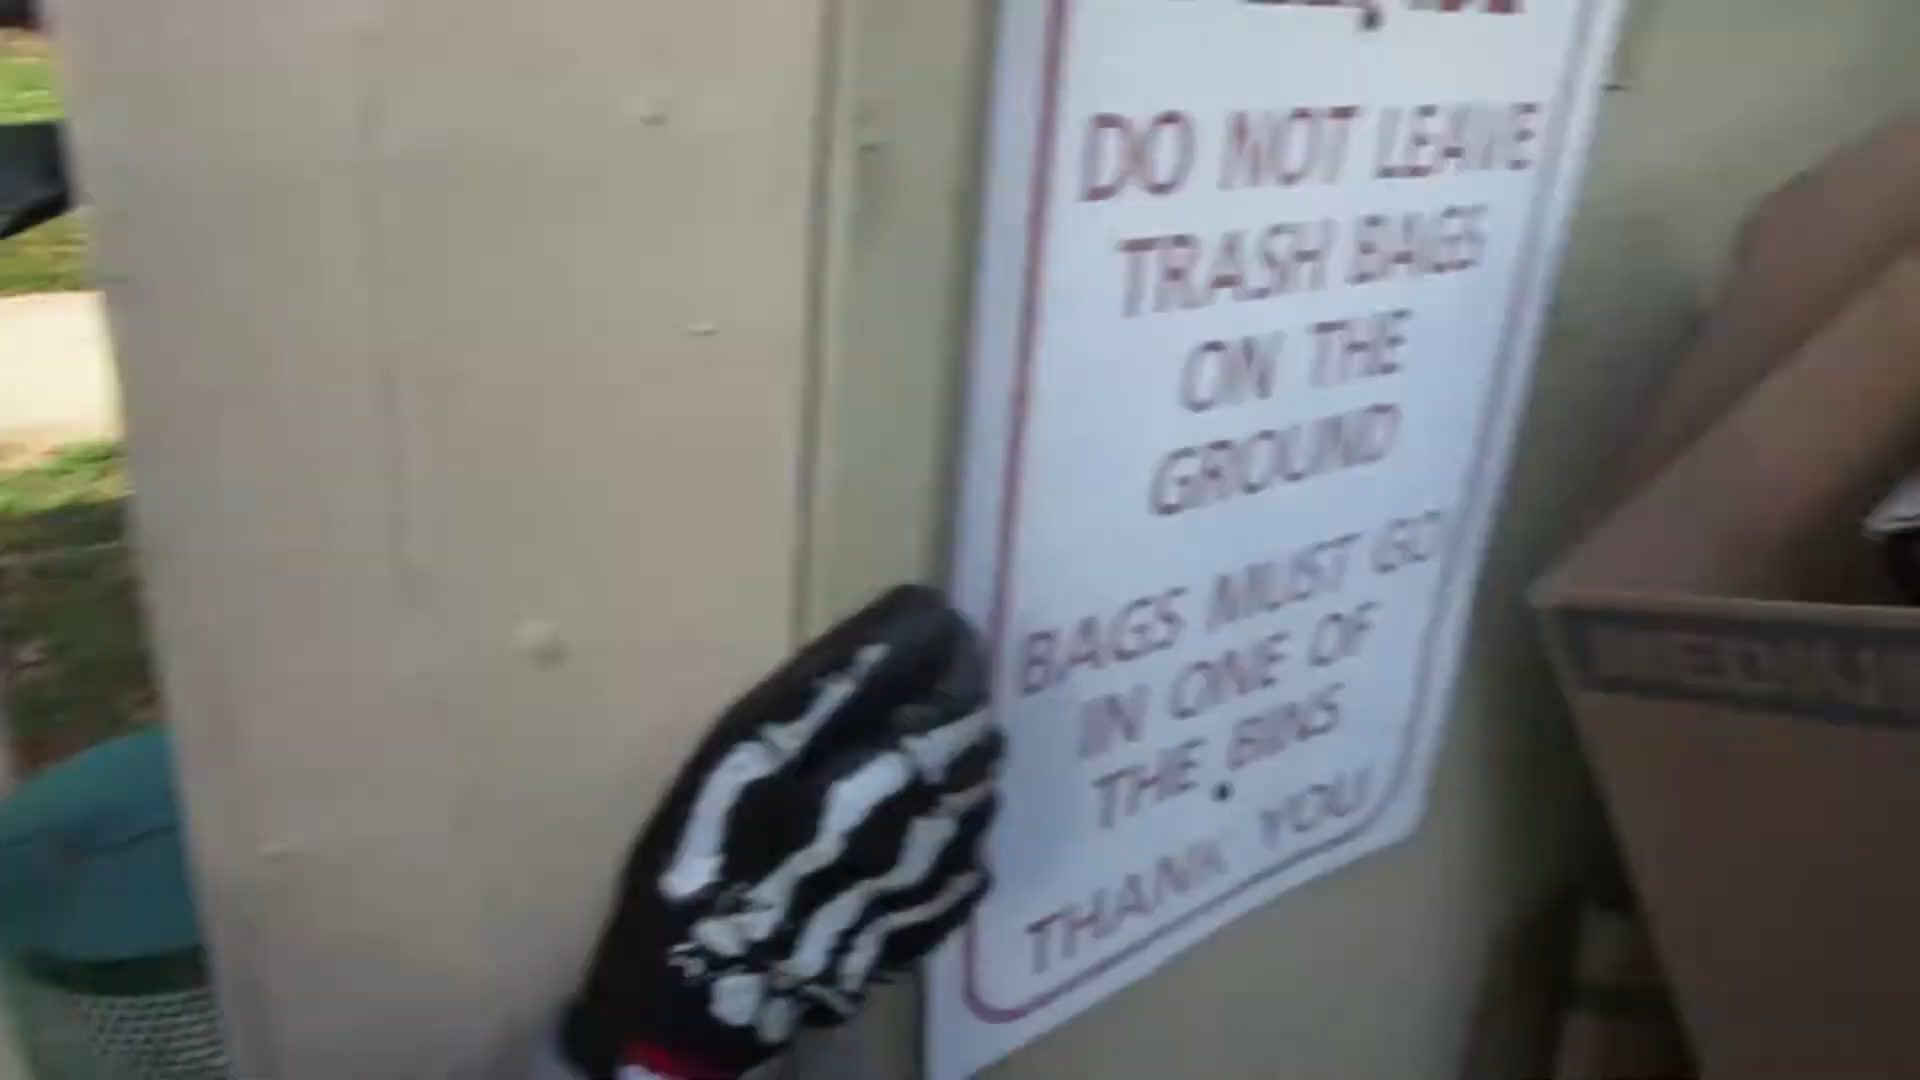 DO NOT LEAVE
TRASH BAGS
ON THE
GROUND
BAGS MUST GO
IN ONE OF
THE BINS
THANK YOU